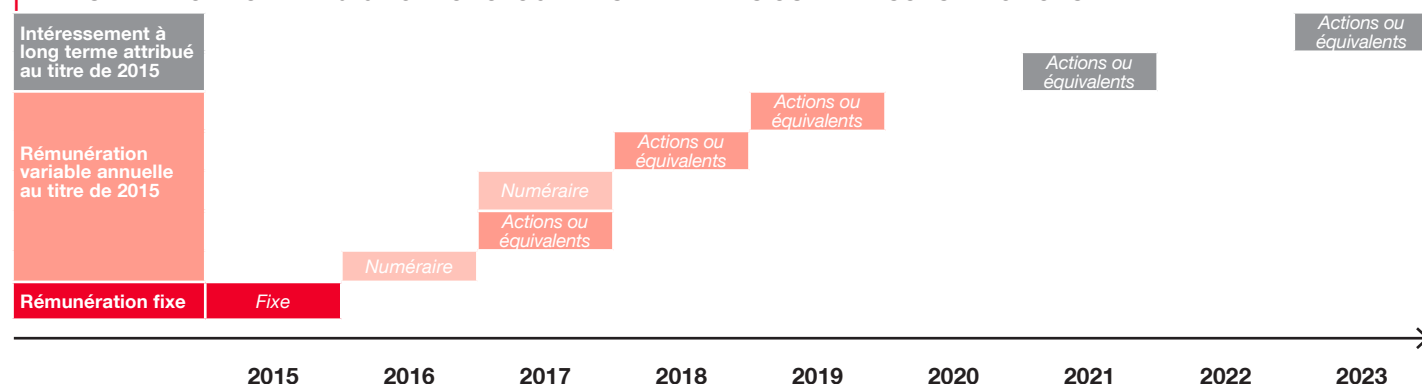 Intéressement à
long terme attribué
au titre de 2015
Actions ou
équivalents
Actions ou
équivalents
Rémunération
variable annuelle
au titre de 2015
Actions ou
équivalents
Actions ou
équivalents
Numéraire
Actions ou
équivalents
Numéraire
Rémunération fixe
Fixe
2015 2016 2017 2018 2019 2020 2021 2022 2023